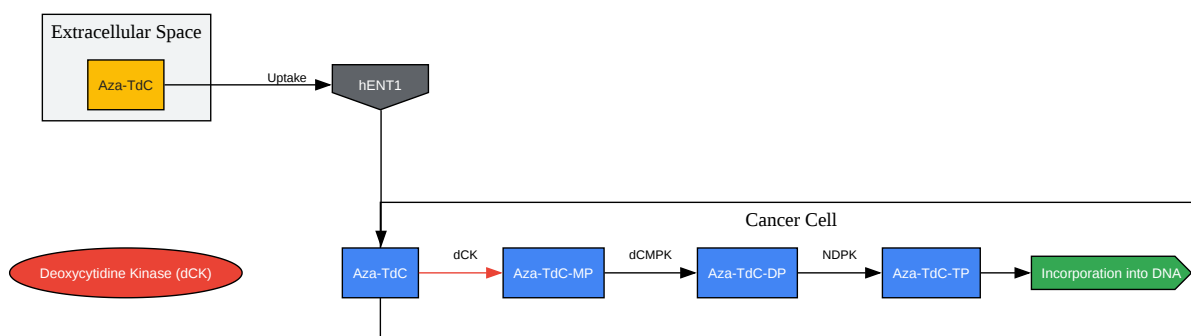 Extracellular Space
Aza-TdC
Uptake
hENT1
Cancer Cell
Deoxycytidine Kinase (dCK)
Aza-TdC
dCK
Aza-TdC-MP
dCMPK
Aza-TdC-DP
NDPK
Aza-TdC-TP
Incorporation into DNA